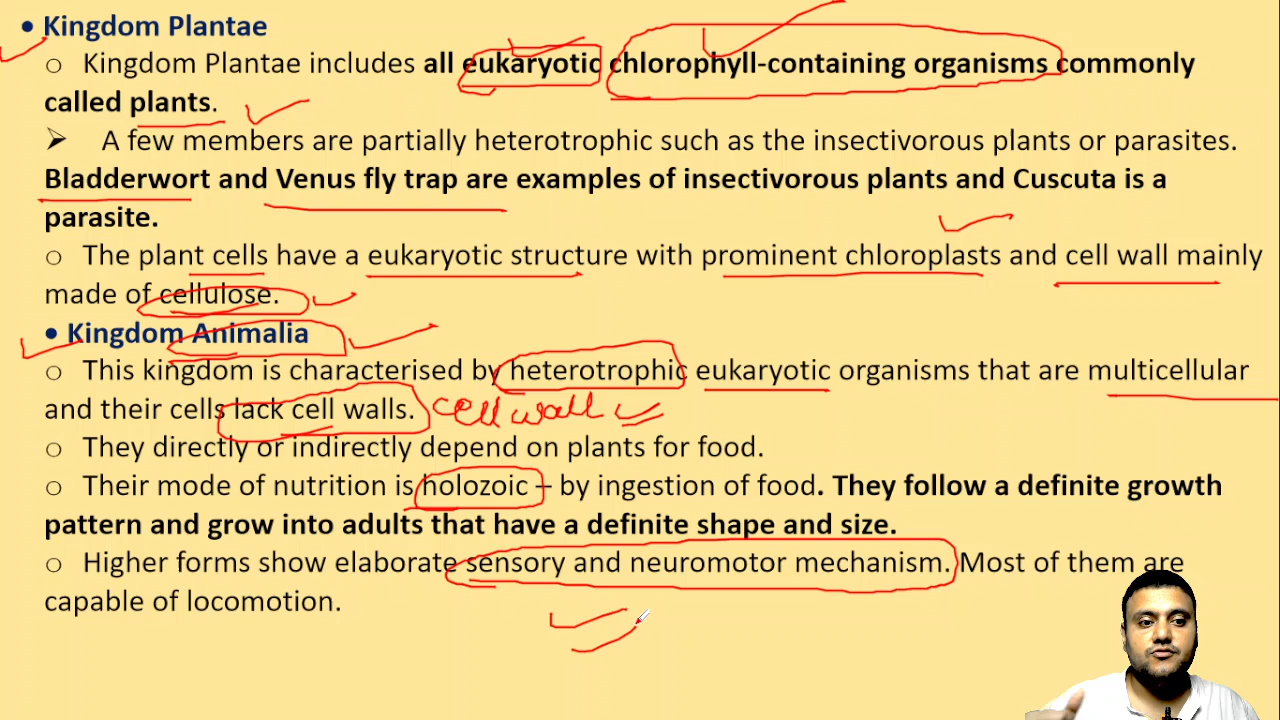 • Kingdom Plantae
o Kingdom Plantae includes all eukaryotic chlorophyll-containing organisms commonly
called plants.
➢ A few members are partially heterotrophic such as the insectivorous plants or parasites.
Bladderwort and Venus fly trap are examples of insectivorous plants and Cuscuta is a
parasite.
o The plant cells have a eukaryotic structure with prominent chloroplasts and cell wall mainly
made of cellulose.
• Kingdom Animalia
o This kingdom is characterised by heterotrophic eukaryotic organisms that are multicellular
and their cells lack cell walls. cell wall
o They directly or indirectly depend on plants for food.
o Their mode of nutrition is holozoic – by ingestion of food. They follow a definite growth
pattern and grow into adults that have a definite shape and size.
o Higher forms show elaborate sensory and neuromotor mechanism. Most of them are
capable of locomotion.